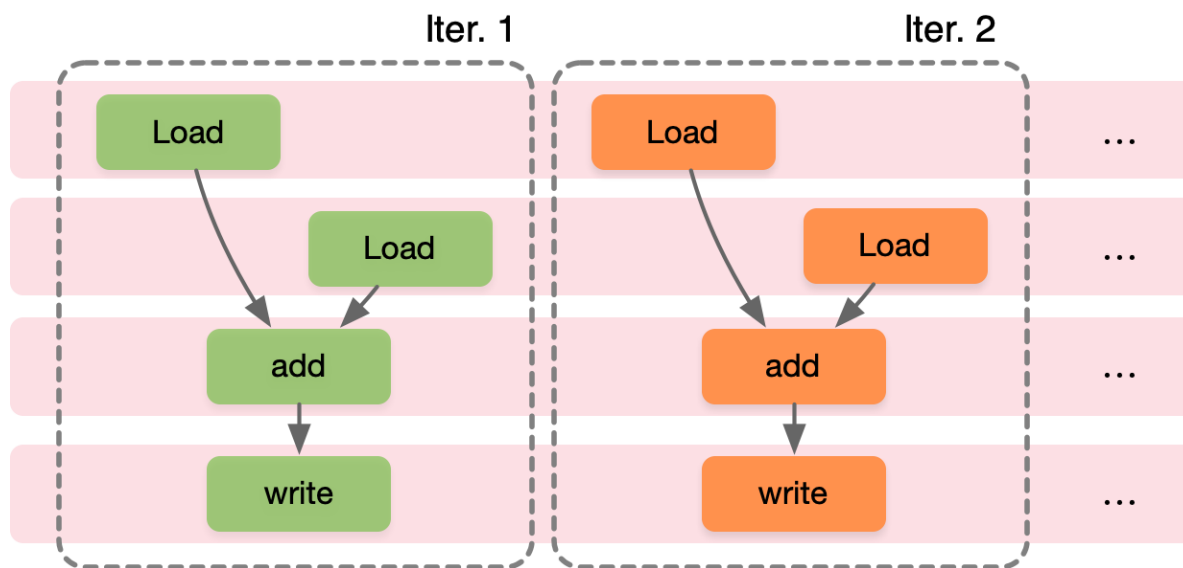 Iter. 1 Iter. 2
Load Load ...
Load Load ...
add add ...
write write ...